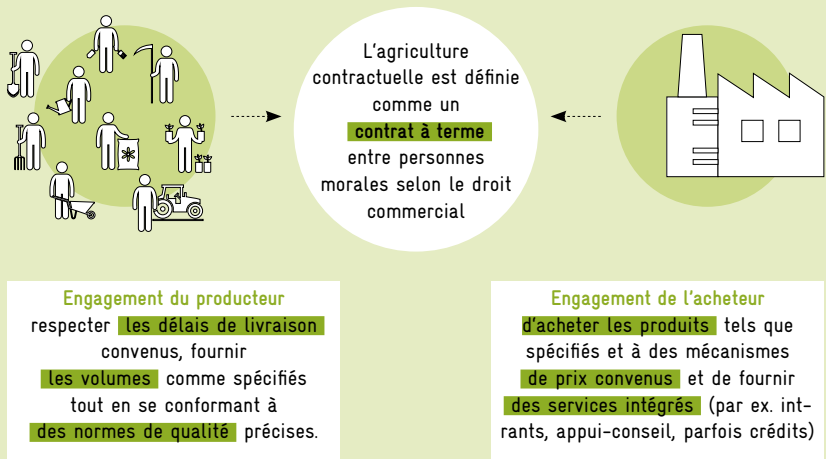 L'agriculture
contractuelle est définie
comme un
contrat à terme
entre personnes
morales selon le droit
commercial
Engagement du producteur
respecter les délais de livraison
convenus, fournir
les volumes comme spécifiés
tout en se conformant à
des normes de qualité précises.
Engagement de l'acheteur
d'acheter les produits tels que
spécifiés et à des mécanismes
de prix convenus et de fournir
des services intégrés (par ex. int-
rants, appui-conseil, parfois crédits)